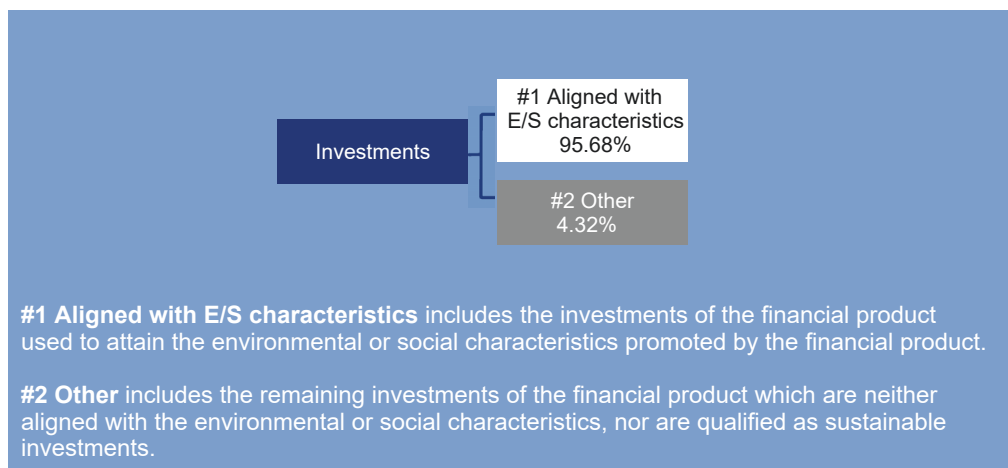 Investments
#1 Aligned with
E/S characteristics
95.68%
#2 Other
4.32%
#1 Aligned with E/S characteristics includes the investments of the financial product
used to attain the environmental or social characteristics promoted by the financial product.
#2 Other includes the remaining investments of the financial product which are neither
aligned with the environmental or social characteristics, nor are qualified as sustainable
investments.